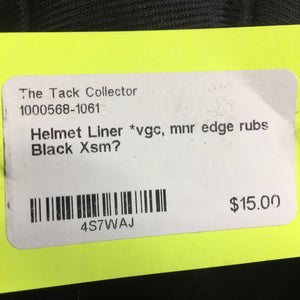 The Tack Collector
1000568-1061
Helmet Liner *vgc, mnr edge rubs
Black Xsm?
4S7WAJ
$15.00